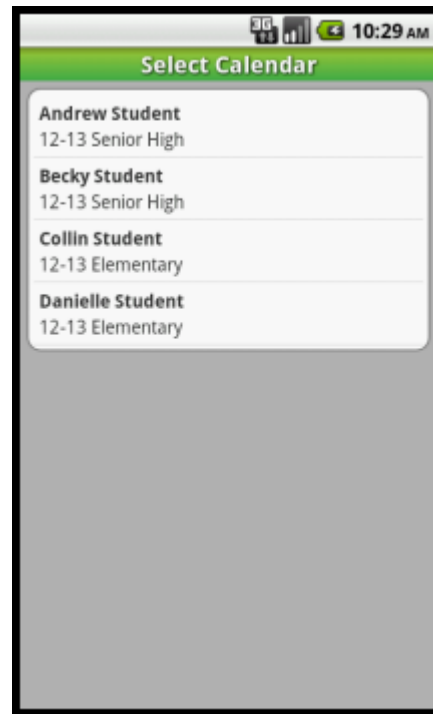 3G
10:29 AM
Select Calendar
Andrew Student
12-13 Senior High
Becky Student
12-13 Senior High
Collin Student
12-13 Elementary
Danielle Student
12-13 Elementary